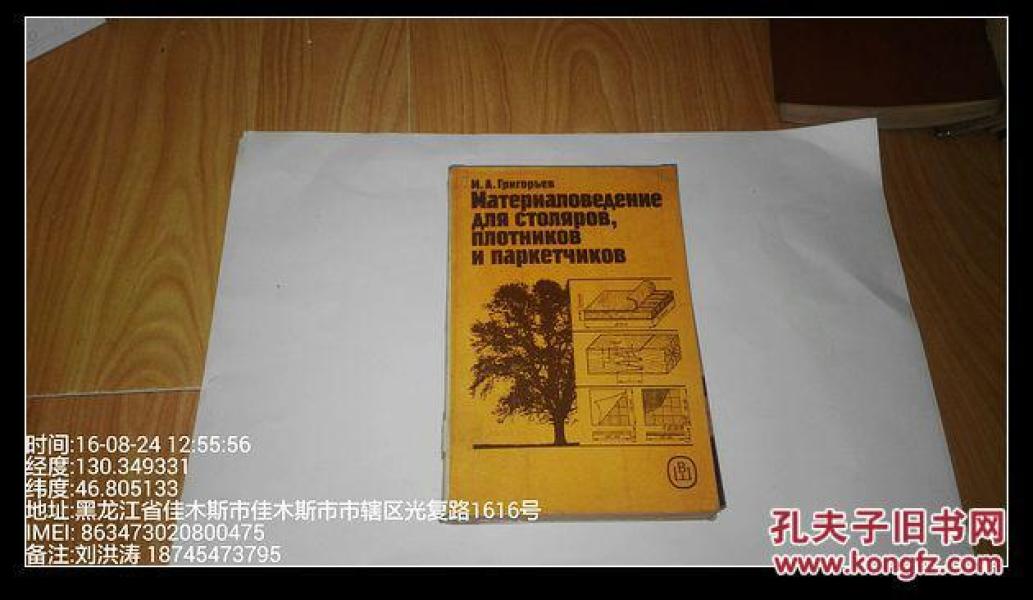 М. А. Григорьев
Материаловедение
для столяров,
плотников
и паркетчиков
ВШ
时间:16-08-24 12:55:56
经度:130.349331
纬度:46.805133
地址:黑龙江省佳木斯市佳木斯市市辖区光复路1616号
IMEI: 863473020800475
备注:刘洪涛 18745473795
孔夫子旧书网
www.kongfz.com